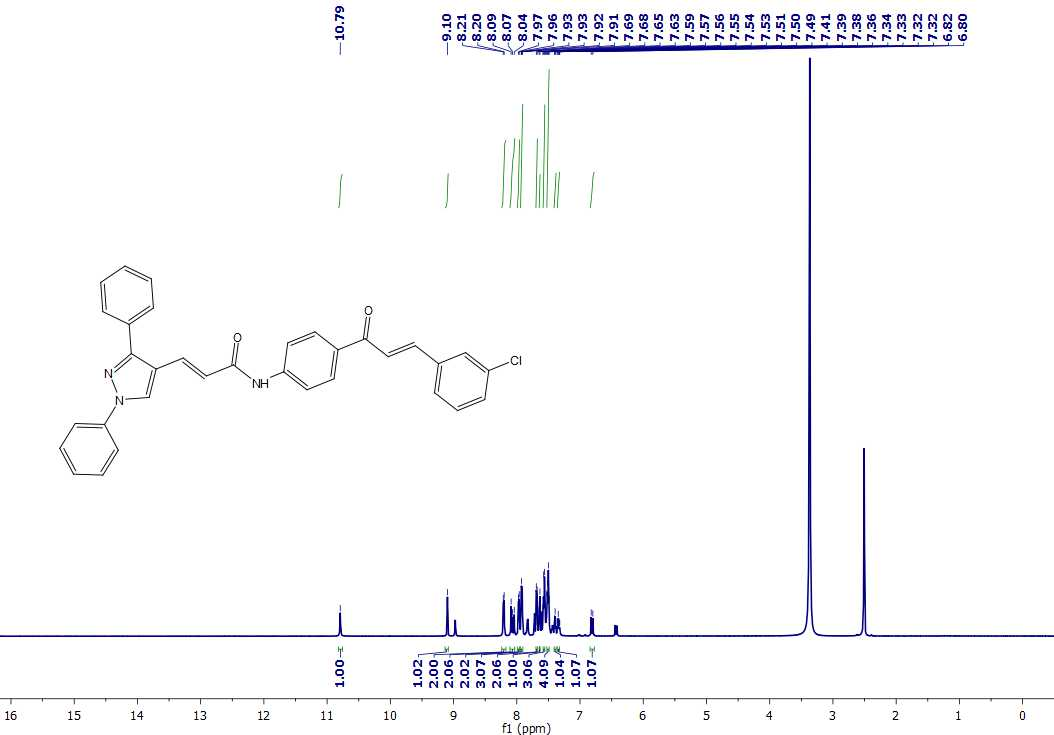 10.79 9.10 8.21 8.20 8.09 8.07 8.04 7.97 7.96 7.93 7.93 7.92 7.91 7.69 7.68 7.65 7.63 7.59 7.57 7.56 7.55 7.54 7.53 7.51 7.50 7.49 7.41 7.39 7.38 7.36 7.34 7.33 7.32 7.32 6.82 6.80
O
O
Cl
N
NH
N
1.00 1.02 2.00 2.06 2.02 3.07 2.06 1.00 3.06 4.09 1.04 1.07 1.07
16 15 14 13 12 11 10 9 8 7 6 5 4 3 2 1 0
f1 (ppm)